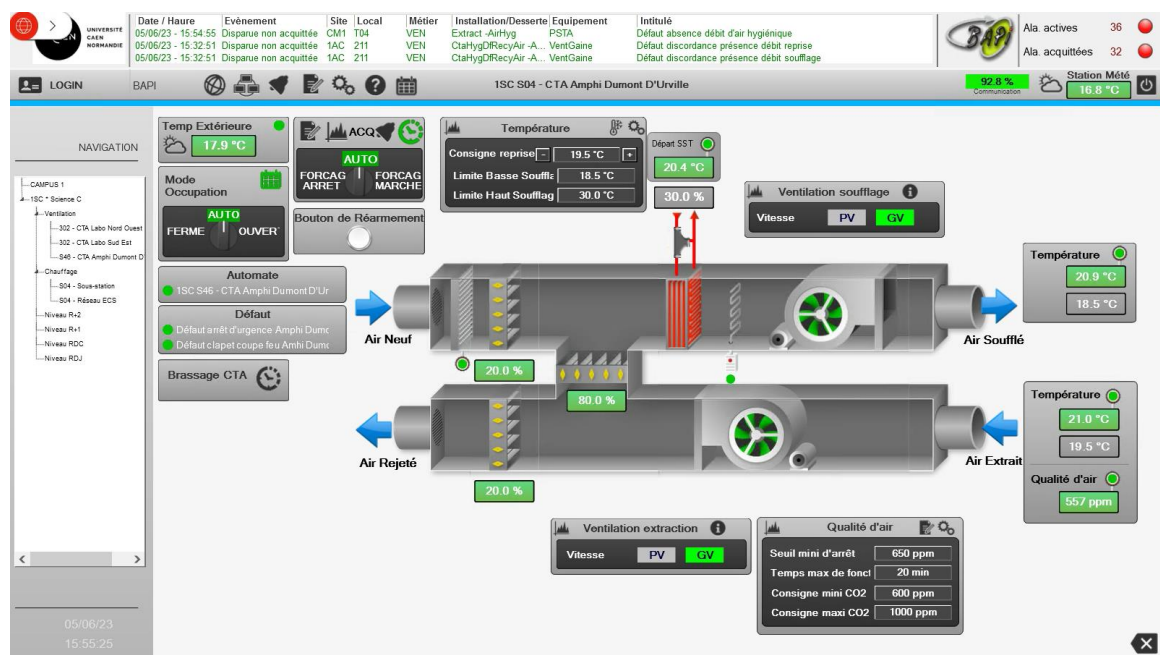 UNIVERSITÉ
CAEN
NORMANDIE
Date / Haure Evènement Site Local Métier Installation/Desserte Equipement Intitulé
05/06/23 - 15:54:55 Disparue non acquittée CM1 T04 VEN Extract -AirHyg PSTA Défaut absence débit d'air hygiénique
05/06/23 - 15:32:51 Disparue non acquittée 1AC 211 VEN CtaHygDfRecyAir -A... VentGaine Défaut discordance présence débit reprise
05/06/23 - 15:32:51 Disparue non acquittée 1AC 211 VEN CtaHygDfRecyAir -A... VentGaine Défaut discordance présence débit soufflage
BAP
Ala. actives 36
Ala. acquittées 32
LOGIN BAPI 1SC S04 - CTA Amphi Dumont D'Urville
92.8 %
Communication
Station Mété
16.8 °C
NAVIGATION
CAMPUS 1
1SC * Science C
Ventilation
302 - CTA Labo Nord Ouest
302 - CTA Labo Sud Est
S46 - CTA Amphi Dumont D
Chauffage
S04 - Sous-station
S04 - Réseau ECS
Niveau R+2
Niveau R+1
Niveau RDC
Niveau RDJ
05/06/23
15:55:25
Temp Extérieure
17.9 °C
Mode
Occupation
AUTO
FERME OUVER
ACQ
AUTO
FORCAG FORCAG
ARRET MARCHE
Bouton de Réarmement
Automate
1SC S46 - CTA Amphi Dumont D'Ur
Défaut
Défaut arrêt d'urgence Amphi Dumo
Défaut clapet coupe feu Amhi Dumo
Brassage CTA
Température
Consigne reprise - 19.5 °C +
Limite Basse Souffla 18.5 °C
Limite Haut Soufflag 30.0 °C
Départ SST
20.4 °C
30.0 %
Ventilation soufflage
Vitesse PV GV
Air Neuf
20.0 %
80.0 %
Air Soufflé
Température
20.9 °C
18.5 °C
Air Rejeté
20.0 %
Air Extrait
Température
21.0 °C
19.5 °C
Qualité d'air
557 ppm
Ventilation extraction
Vitesse PV GV
Qualité d'air
Seuil mini d'arrêt 650 ppm
Temps max de fonct 20 min
Consigne mini CO2 600 ppm
Consigne maxi CO2 1000 ppm